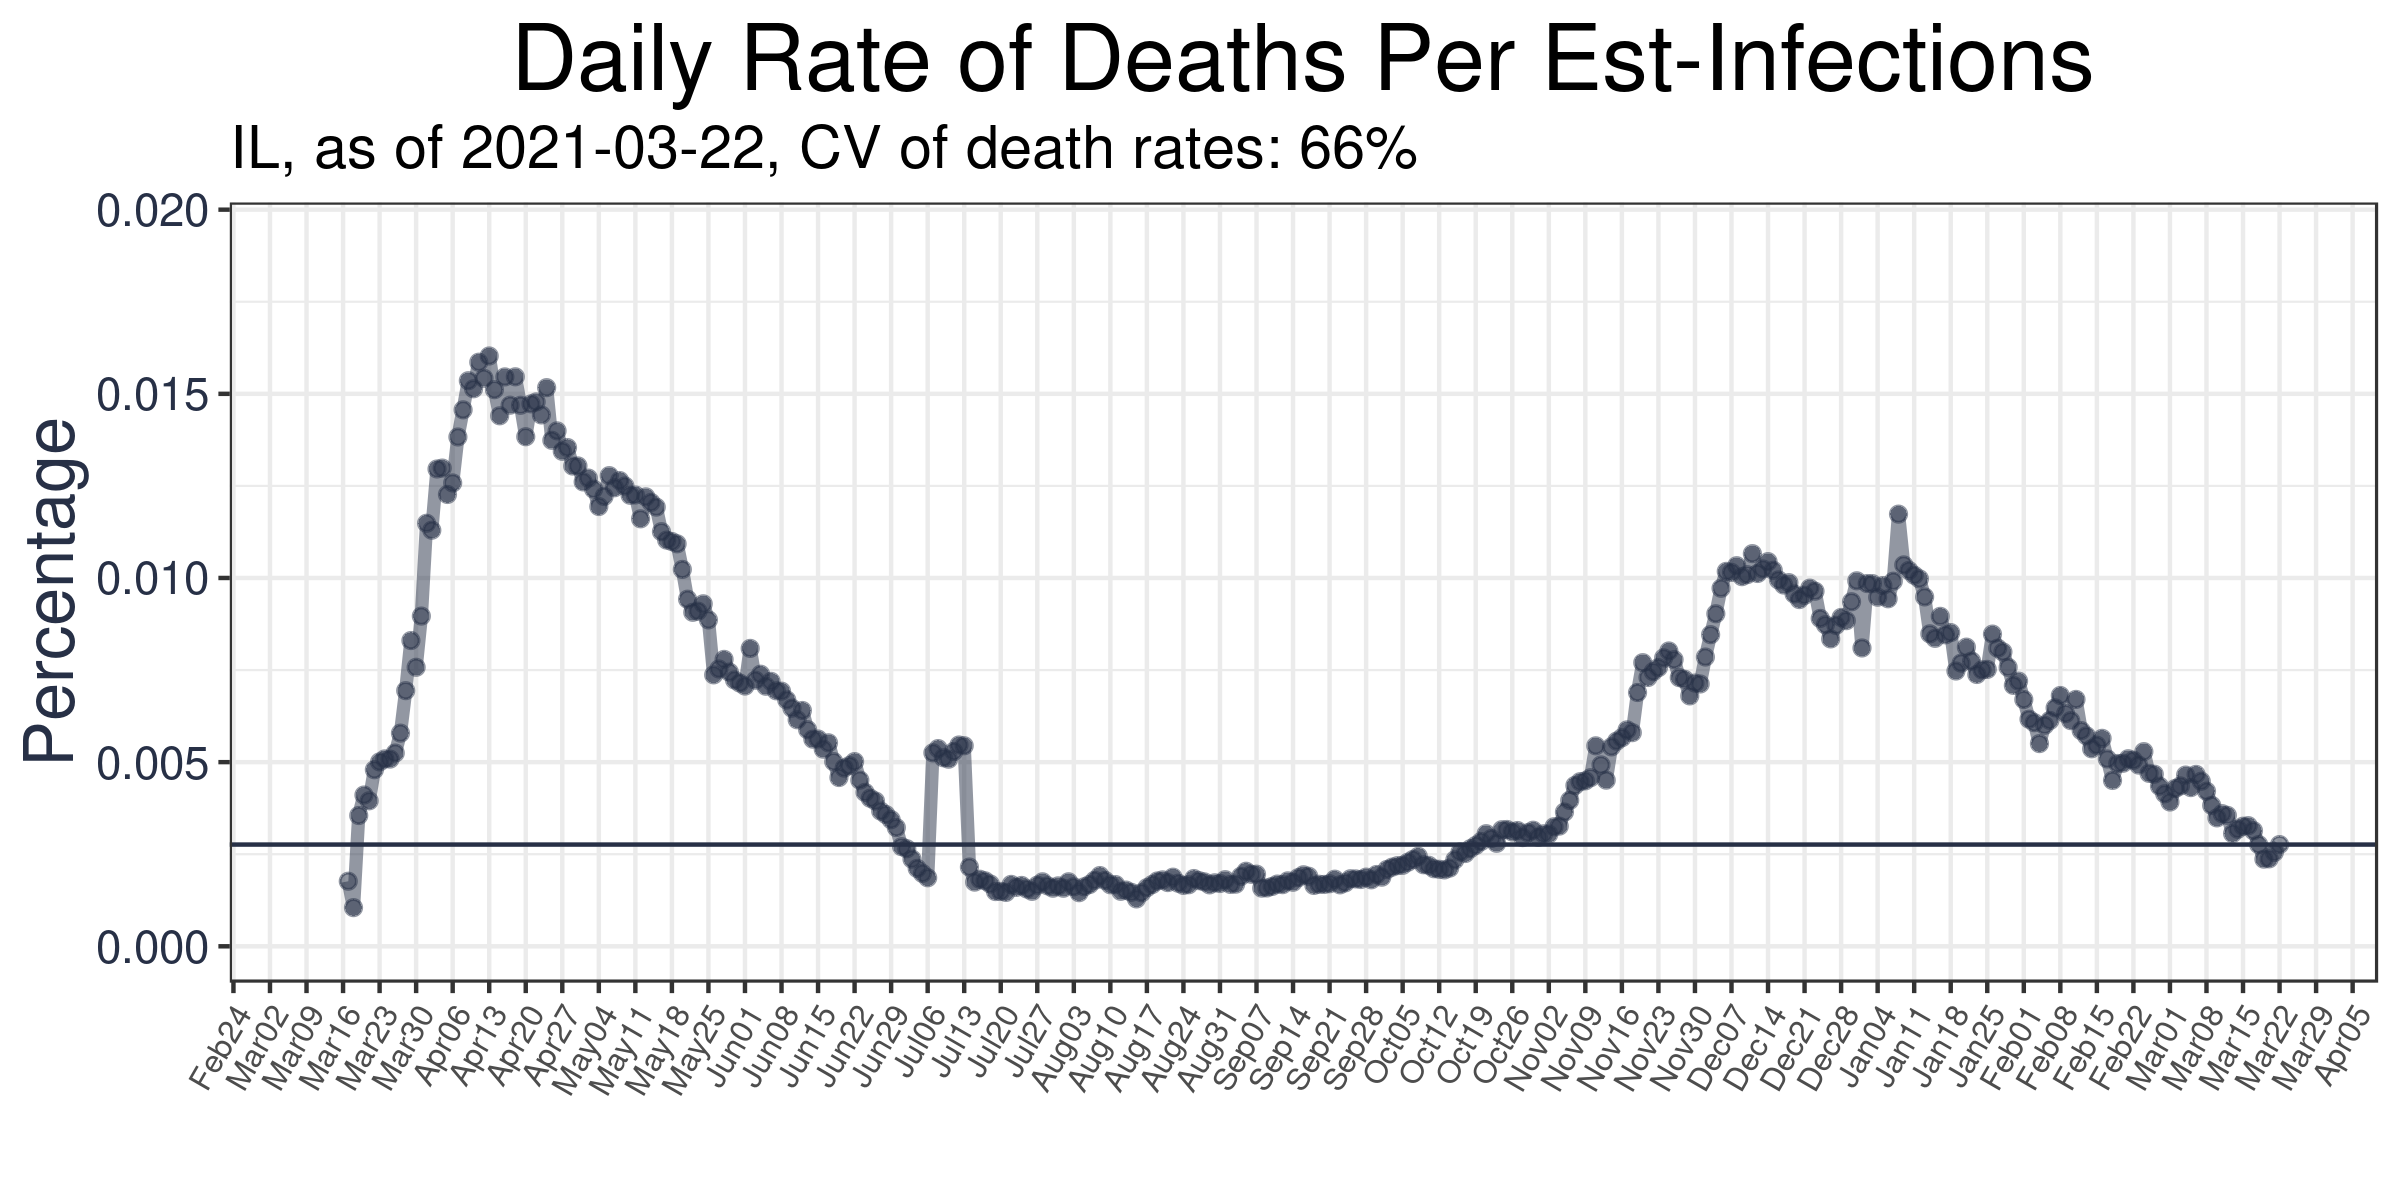 Daily Rate of Deaths Per Est-Infections
IL, as of 2021-03-22, CV of death rates: 66%
Percentage
0.020
0.015
0.010
0.005
0.000
Feb24
Mar02
Mar09
Mar16
Mar23
Mar30
Apr06
Apr13
Apr20
Apr27
May04
May11
May18
May25
Jun01
Jun08
Jun15
Jun22
Jun29
Jul06
Jul13
Jul20
Jul27
Aug03
Aug10
Aug17
Aug24
Aug31
Sep07
Sep14
Sep21
Sep28
Oct05
Oct12
Oct19
Oct26
Nov02
Nov09
Nov16
Nov23
Nov30
Dec07
Dec14
Dec21
Dec28
Jan04
Jan11
Jan18
Jan25
Feb01
Feb08
Feb15
Feb22
Mar01
Mar08
Mar15
Mar22
Mar29
Apr05